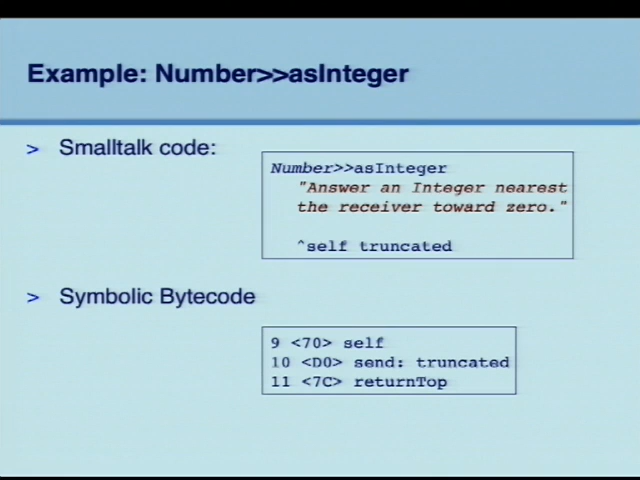 Example: Number>>asInteger
> Smalltalk code:
Number>>asInteger
"Answer an Integer nearest
the receiver toward zero."
^self truncated
> Symbolic Bytecode
9 <70> self
10 <D0> send: truncated
11 <7C> returnTop